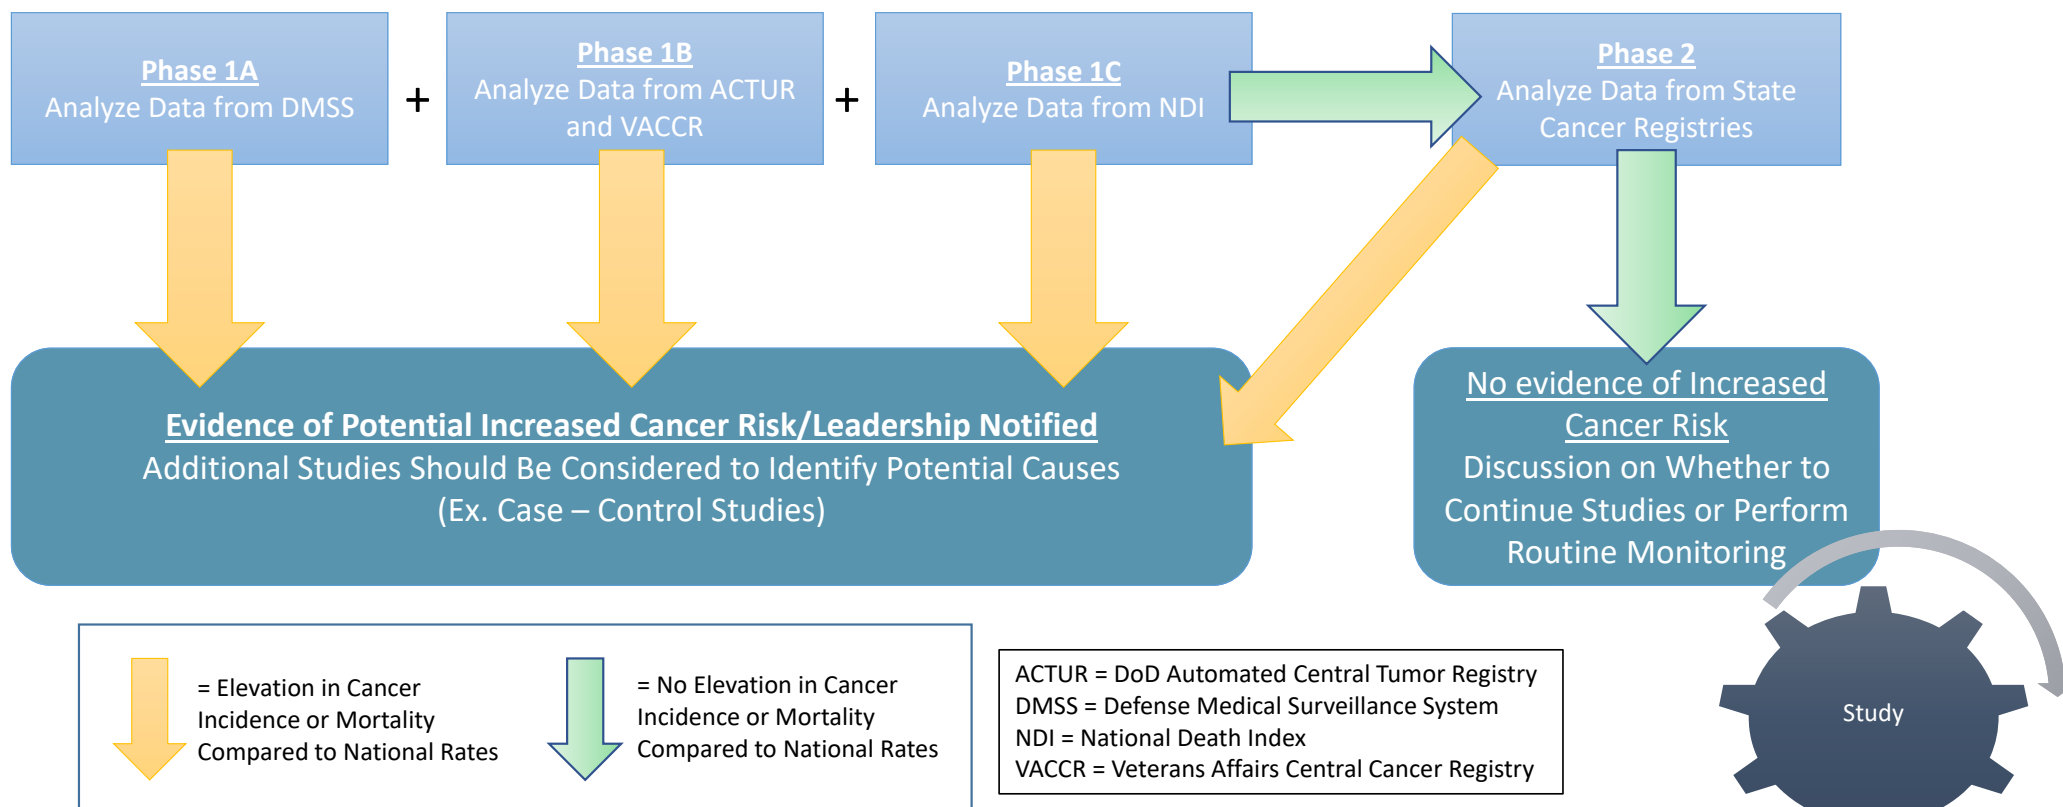 Phase 1A
Analyze Data from DMSS
+
Phase 1B
Analyze Data from ACTUR
and VACCR
+
Phase 1C
Analyze Data from NDI
Phase 2
Analyze Data from State
Cancer Registries
Evidence of Potential Increased Cancer Risk/Leadership Notified
Additional Studies Should Be Considered to Identify Potential Causes
(Ex. Case – Control Studies)
No evidence of Increased
Cancer Risk
Discussion on Whether to
Continue Studies or Perform
Routine Monitoring
= Elevation in Cancer
Incidence or Mortality
Compared to National Rates
= No Elevation in Cancer
Incidence or Mortality
Compared to National Rates
ACTUR = DoD Automated Central Tumor Registry
DMSS = Defense Medical Surveillance System
NDI = National Death Index
VACCR = Veterans Affairs Central Cancer Registry
Study